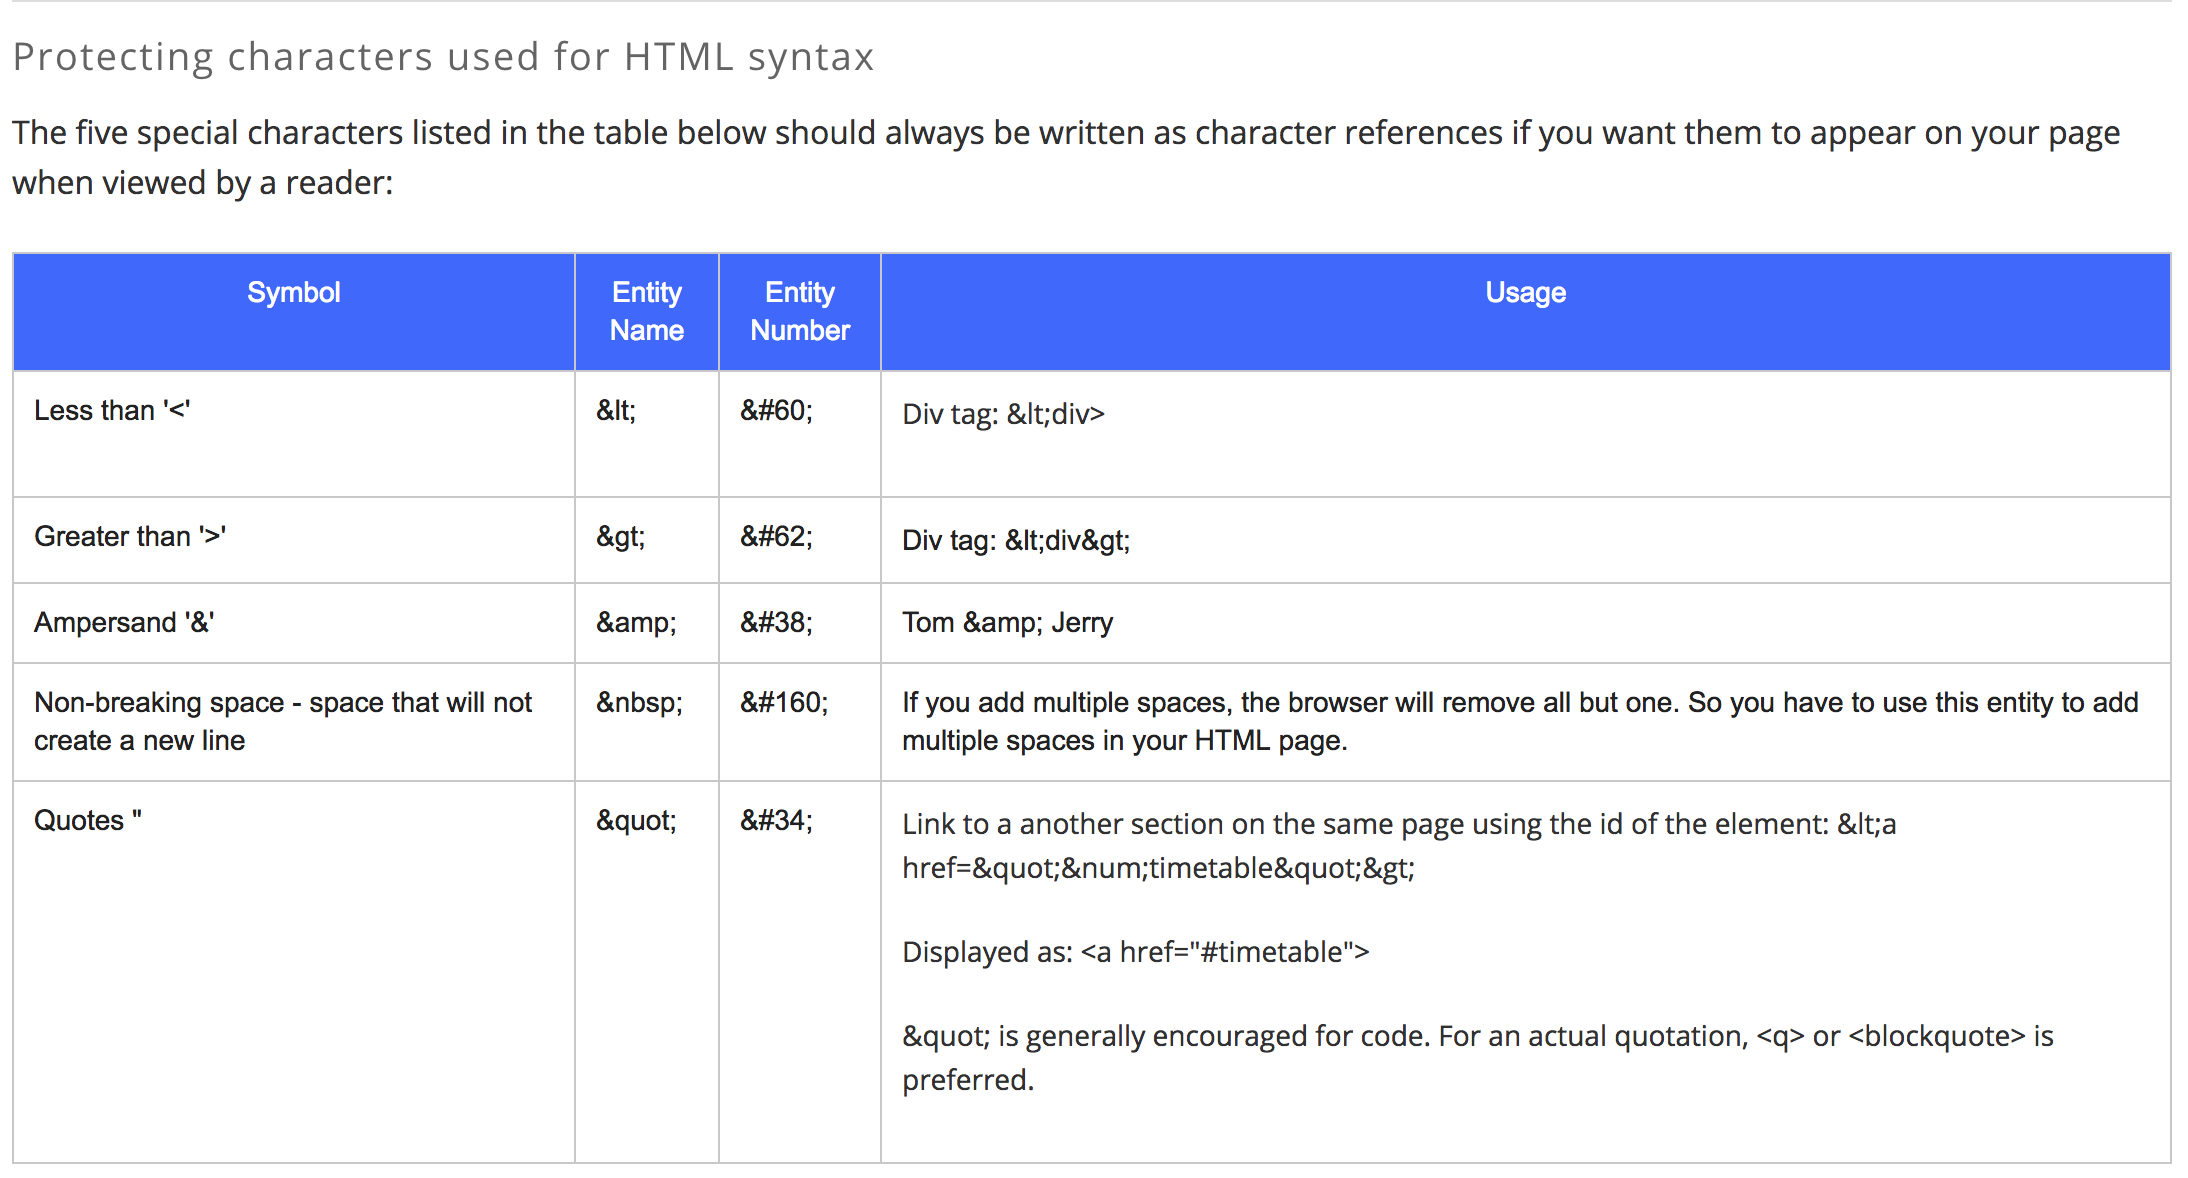 Protecting characters used for HTML syntax
The five special characters listed in the table below should always be written as character references if you want them to appear on your page
when viewed by a reader:
Symbol
Entity
Name
Entity
Number
Usage
Less than '<'
&lt;
&#60;
Div tag: &lt;div>
Greater than '>'
&gt;
&#62;
Div tag: &lt;div&gt;
Ampersand '&'
&amp;
&#38;
Tom &amp; Jerry
Non-breaking space - space that will not
create a new line
&nbsp;
&#160;
If you add multiple spaces, the browser will remove all but one. So you have to use this entity to add
multiple spaces in your HTML page.
Quotes "
&quot;
&#34;
Link to a another section on the same page using the id of the element: &lt;a
href=&quot;&num;timetable&quot;&gt;
Displayed as: <a href="#timetable">
&quot; is generally encouraged for code. For an actual quotation, <q> or <blockquote> is
preferred.